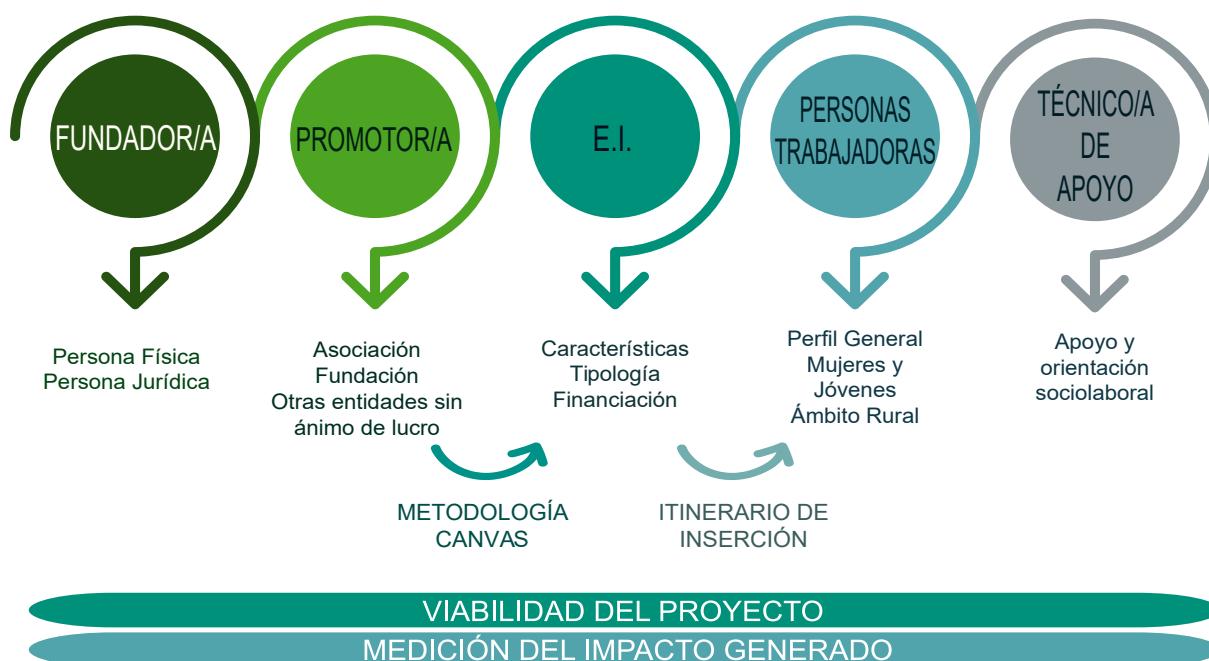 FUNDADOR/A
PROMOTOR/A
E.I.
PERSONAS
TRABAJADORAS
TÉCNICO/A
DE
APOYO
Persona Física
Persona Jurídica
Asociación
Fundación
Otras entidades sin
ánimo de lucro
Características
Tipología
Financiación
Perfil General
Mujeres y
Jóvenes
Ámbito Rural
Apoyo y
orientación
sociolaboral
METODOLOGÍA
CANVAS
ITINERARIO DE
INSERCIÓN
VIABILIDAD DEL PROYECTO
MEDICIÓN DEL IMPACTO GENERADO